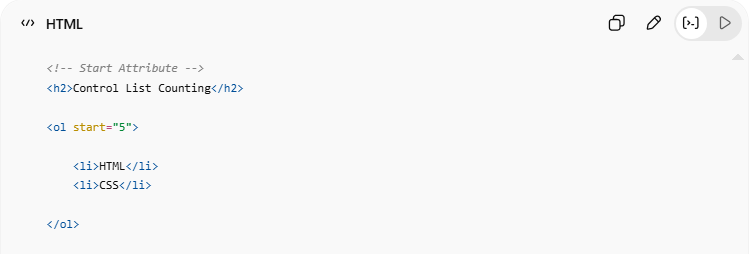 HTML
<!-- Start Attribute -->
<h2>Control List Counting</h2>
<ol start="5">
<li>HTML</li>
<li>CSS</li>
</ol>